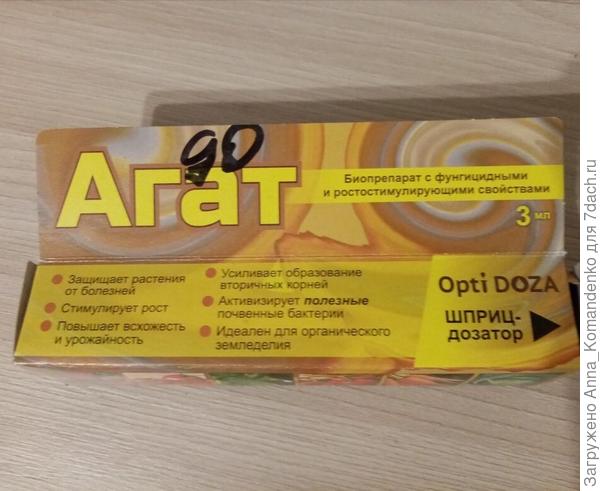 90
Агат
Биопрепарат с фунгицидными
и ростостимулирующими свойствами
3 мл
Защищает растения
от болезней
Стимулирует рост
Повышает всхожесть
и урожайность
Усиливает образование
вторичных корней
Активизирует полезные
почвенные бактерии
Идеален для органического
земледелия
Opti DOZA
ШПРИЦ-
дозатор
Загружено Anna_Komandenko для 7dach.ru